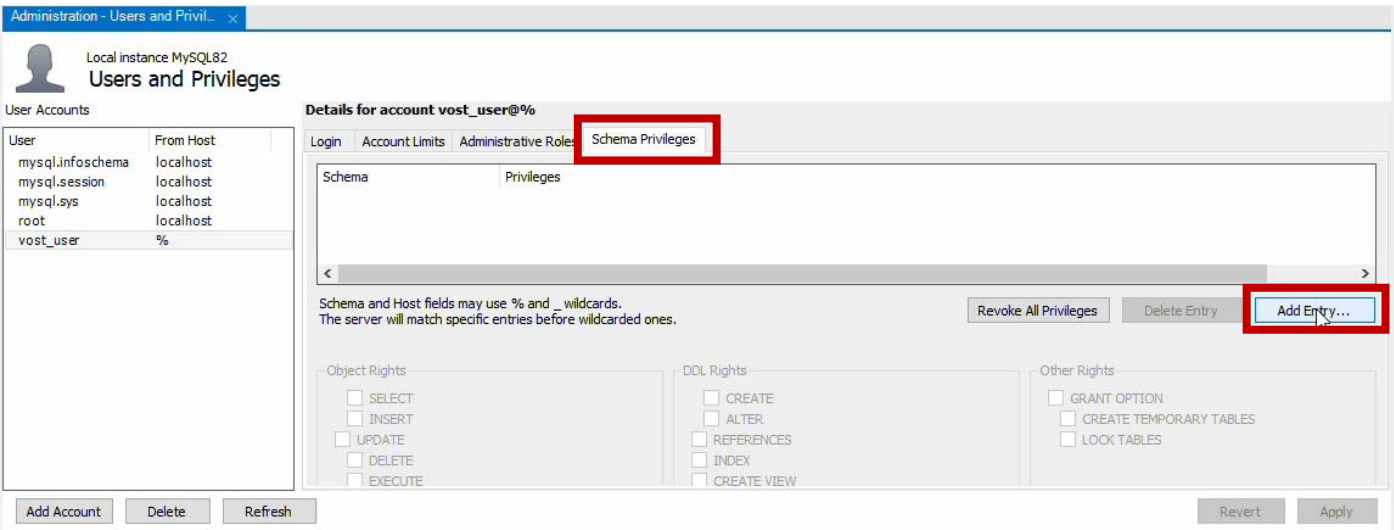 Administration - Users and Privil...
Local instance MySQL82
Users and Privileges
User Accounts
User From Host
mysql.infoschema localhost
mysql.session localhost
mysql.sys localhost
root localhost
vost_user %
Add Account Delete Refresh
Details for account vost_user@%
Login Account Limits Administrative Roles Schema Privileges
Schema Privileges
Schema and Host fields may use % and _ wildcards.
The server will match specific entries before wildcarded ones.
Revoke All Privileges Delete Entry Add Entry...
Object Rights
SELECT
INSERT
UPDATE
DELETE
EXECUTE
DDL Rights
CREATE
ALTER
REFERENCES
INDEX
CREATE VIEW
Other Rights
GRANT OPTION
CREATE TEMPORARY TABLES
LOCK TABLES
Revert Apply